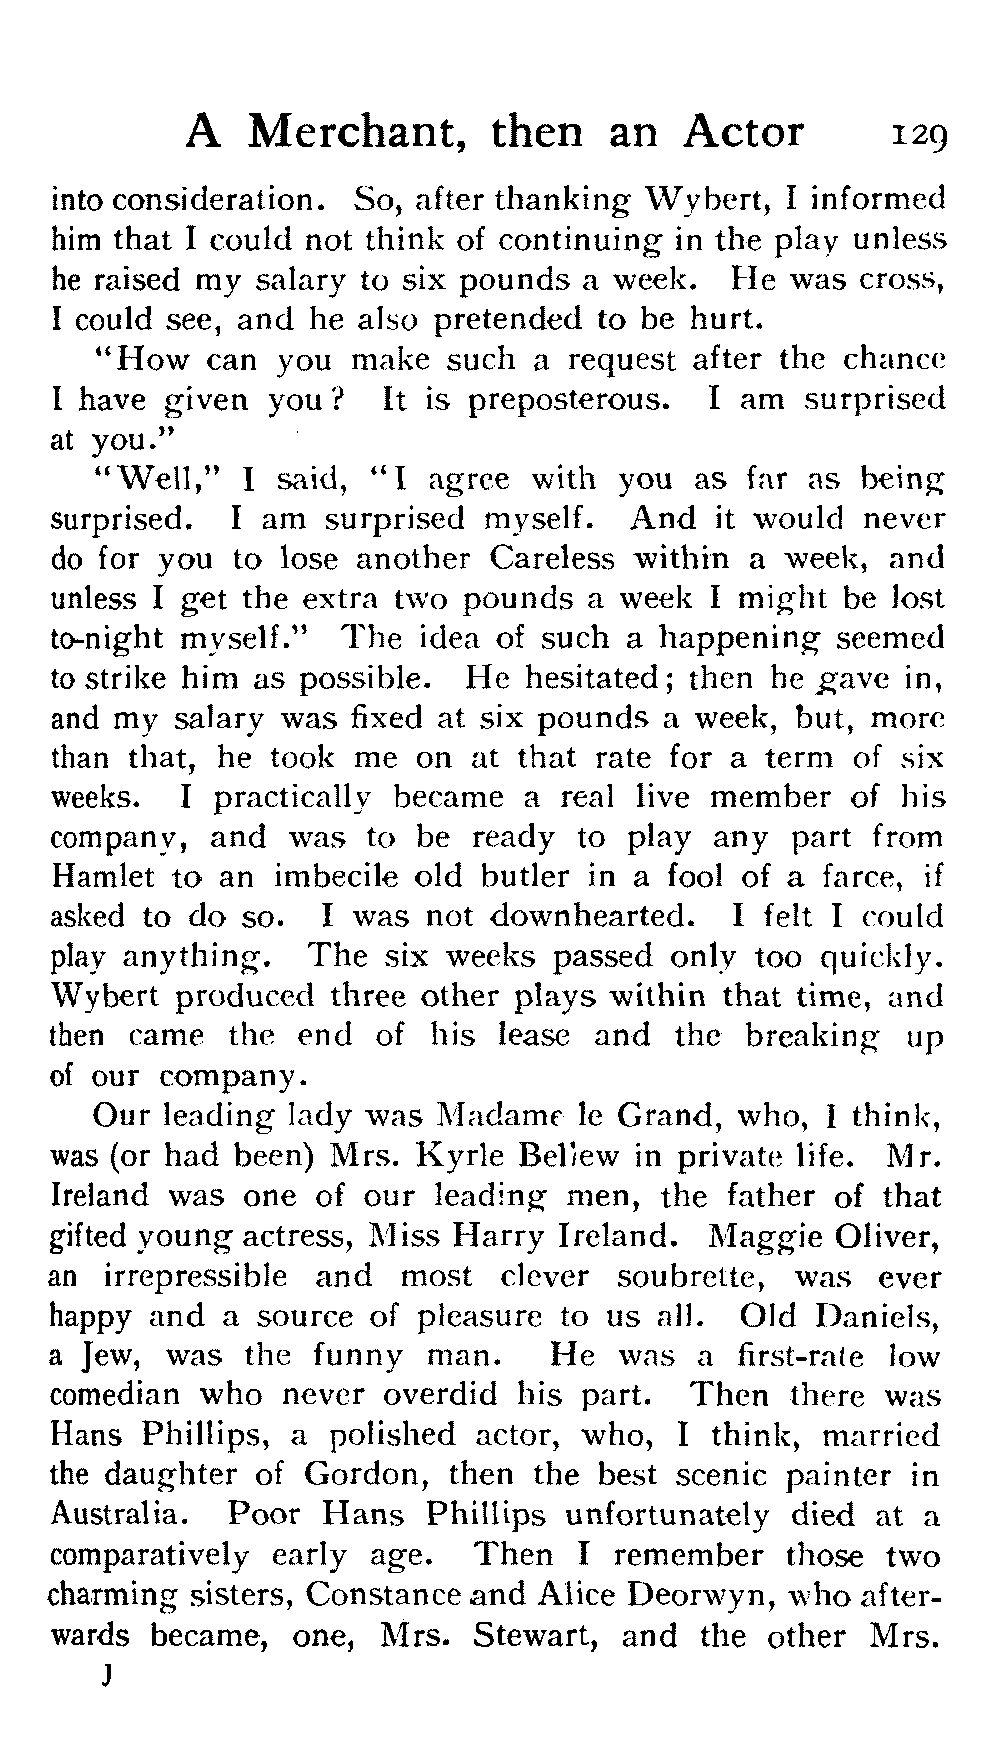 A Merchant, then an Actor 129
into consideration. So, after thanking Wybert, I informed
him that I could not think of continuing in the play unless
he raised my salary to six pounds a week. He was cross,
I could see, and he also pretended to be hurt.
"How can you make such a request after the chance
I have given you? It is preposterous. I am surprised
at you."
"Well," I said, "I agree with you as far as being
surprised. I am surprised myself. And it would never
do for you to lose another Careless within a week, and
unless I get the extra two pounds a week I might be lost
to-night myself." The idea of such a happening seemed
to strike him as possible. He hesitated; then he gave in,
and my salary was fixed at six pounds a week, but, more
than that, he took me on at that rate for a term of six
weeks. I practically became a real live member of his
company, and was to be ready to play any part from
Hamlet to an imbecile old butler in a fool of a farce, if
asked to do so. I was not downhearted. I felt I could
play anything. The six weeks passed only too quickly.
Wybert produced three other plays within that time, and
then came the end of his lease and the breaking up
of our company.
Our leading lady was Madame le Grand, who, I think,
was (or had been) Mrs. Kyrle Bellew in private life. Mr.
Ireland was one of our leading men, the father of that
gifted young actress, Miss Harry Ireland. Maggie Oliver,
an irrepressible and most clever soubrette, was ever
happy and a source of pleasure to us all. Old Daniels,
a Jew, was the funny man. He was a first-rate low
comedian who never overdid his part. Then there was
Hans Phillips, a polished actor, who, I think, married
the daughter of Gordon, then the best scenic painter in
Australia. Poor Hans Phillips unfortunately died at a
comparatively early age. Then I remember those two
charming sisters, Constance and Alice Deorwyn, who after-
wards became, one, Mrs. Stewart, and the other Mrs.
J